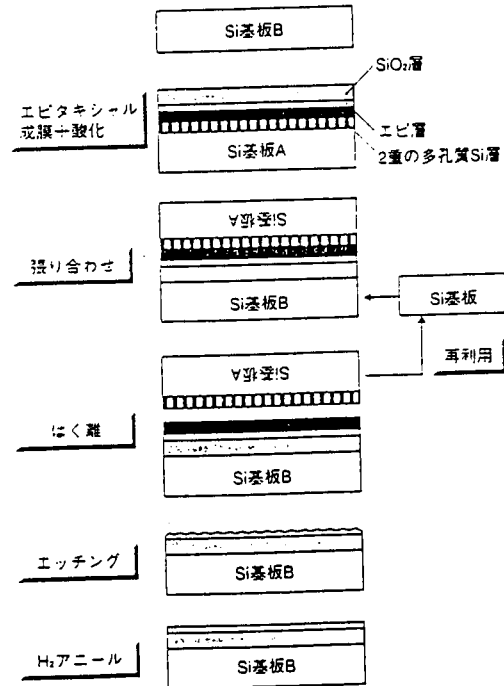 Si基板B
SiO₂層
エピタキシャル
成膜＋酸化
エピ層
2重の多孔質Si層
Si基板A
Si基板A
張り合わせ
Si基板B
Si基板
再利用
Si基板A
はく離
Si基板B
エッチング
Si基板B
H₂アニール
Si基板B